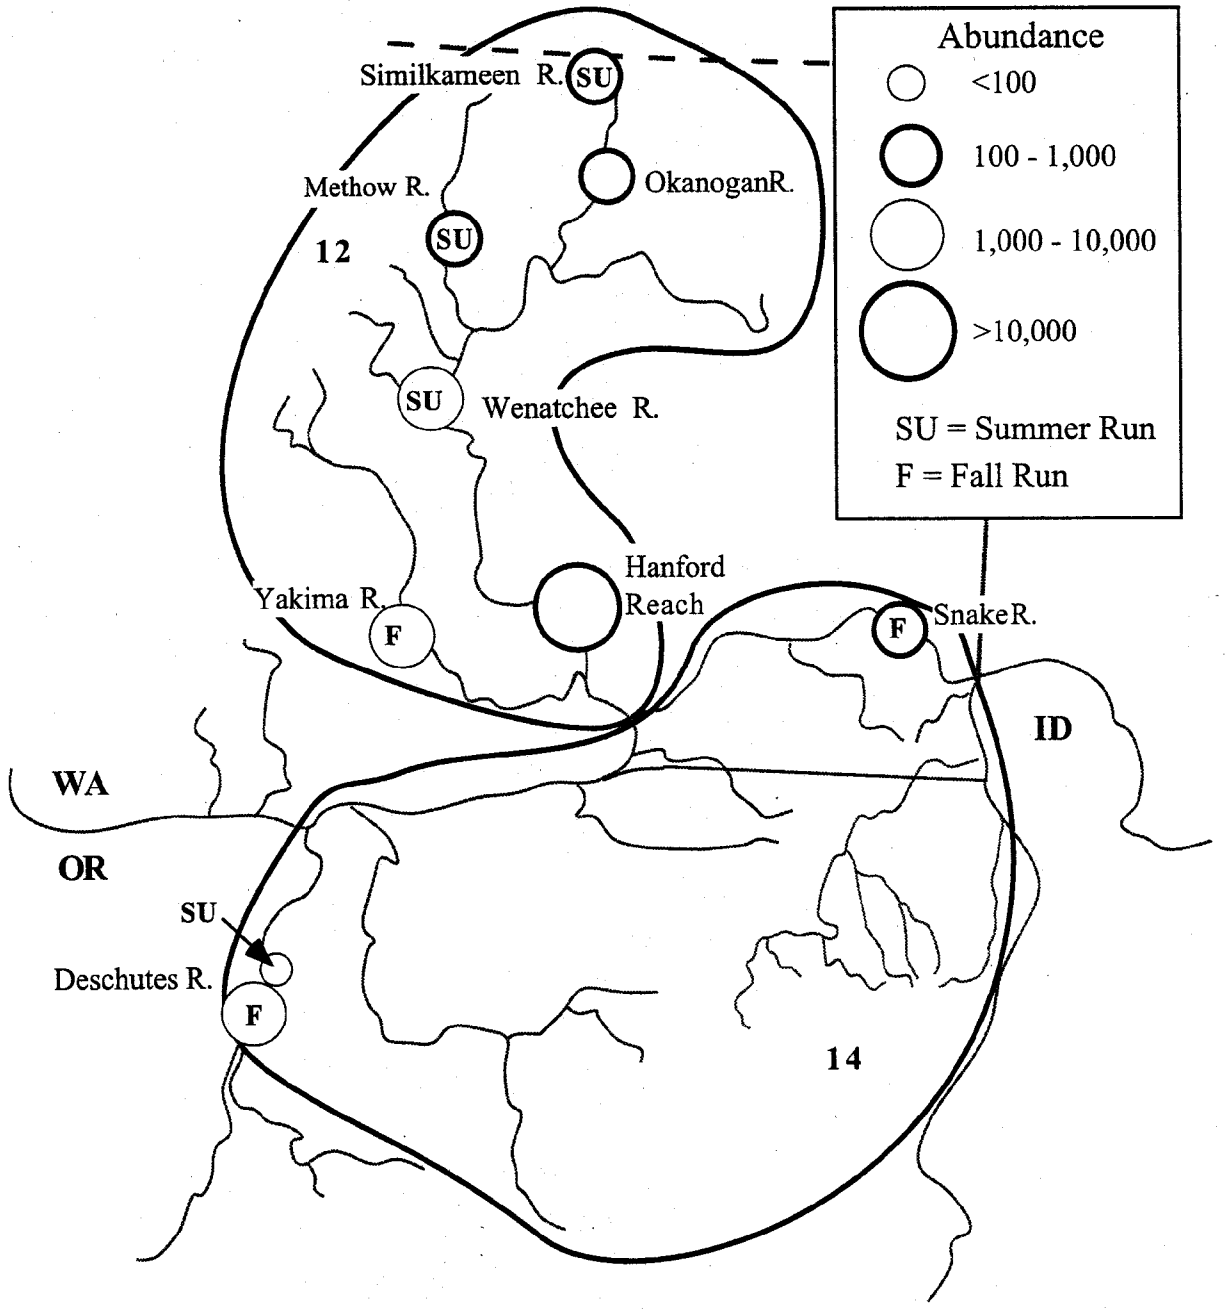 Abundance
<100
100 - 1,000
1,000 - 10,000
>10,000
SU = Summer Run
F = Fall Run
Similkameen R.
SU
OkanoganR.
Methow R.
SU
12
SU
Wenatchee R.
Hanford
Reach
Yakima R.
F
F
SnakeR.
ID
WA
OR
SU
Deschutes R.
F
14